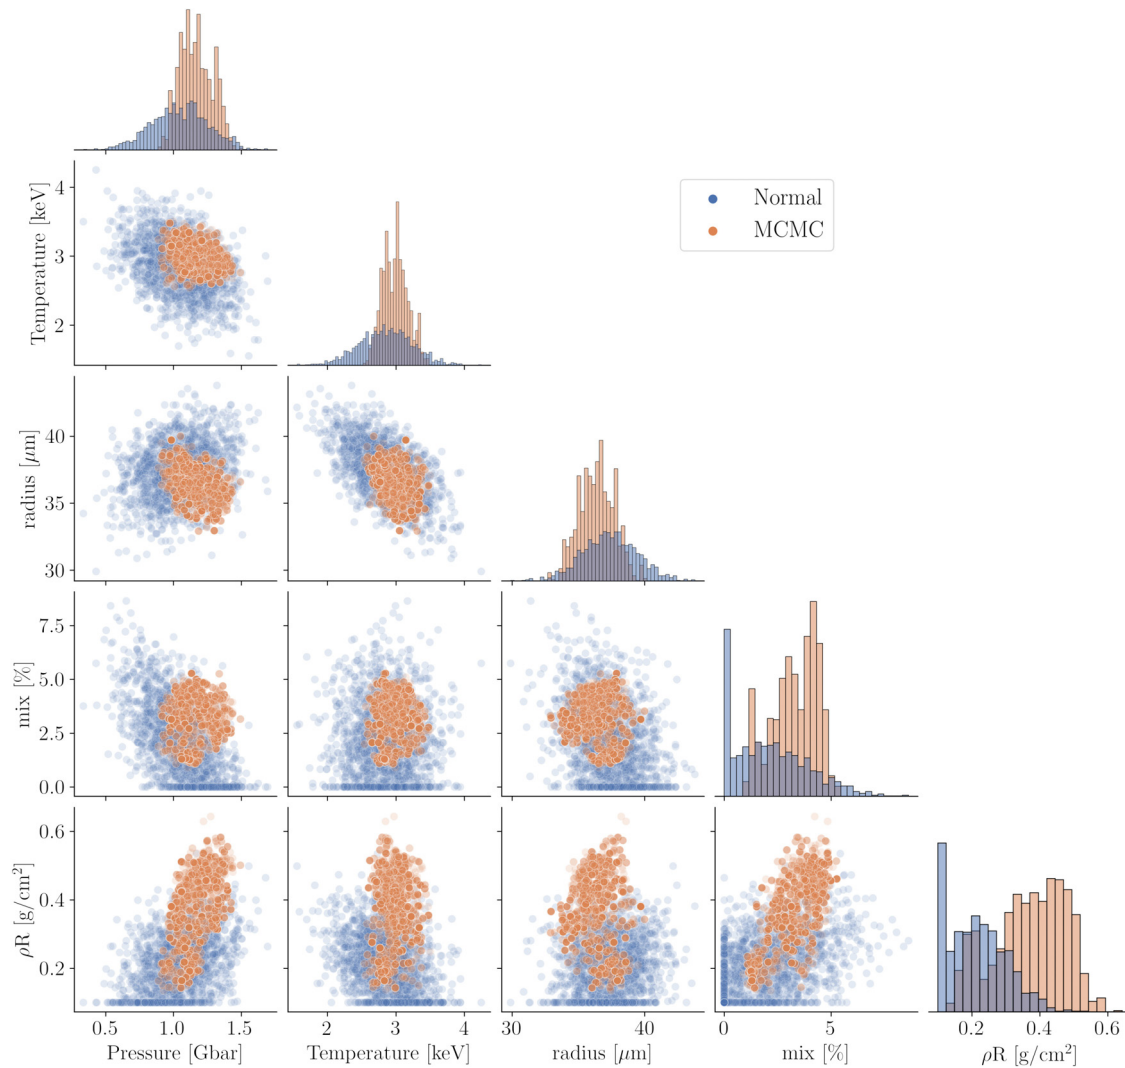 Normal
MCMC
4
3
2
Temperature [keV]
40
35
30
radius [μm]
7.5
5.0
2.5
0.0
mix [%]
0.6
0.4
0.2
ρR [g/cm²]
0.5 1.0 1.5
2 3 4
30 40
0 5
0.2 0.4 0.6
Pressure [Gbar]
Temperature [keV]
radius [μm]
mix [%]
ρR [g/cm²]